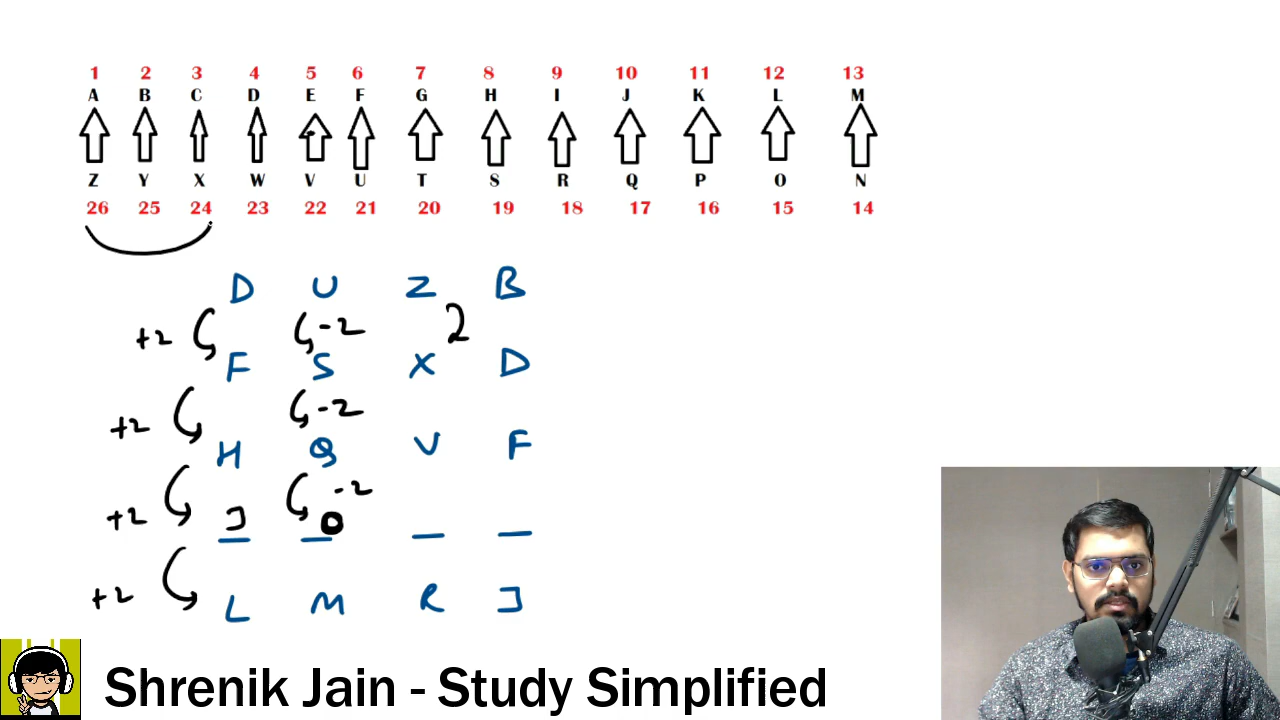 1 2 3 4 5 6 7 8 9 10 11 12 13
A B C D E F G H I J K L M
Z Y X W V U T S R Q P O N
26 25 24 23 22 21 20 19 18 17 16 15 14
D U Z B
+2 -2 2
F S X D
+2 -2
H Q V F
-2
+2 J O
+2
L M R J
Shrenik Jain - Study Simplified